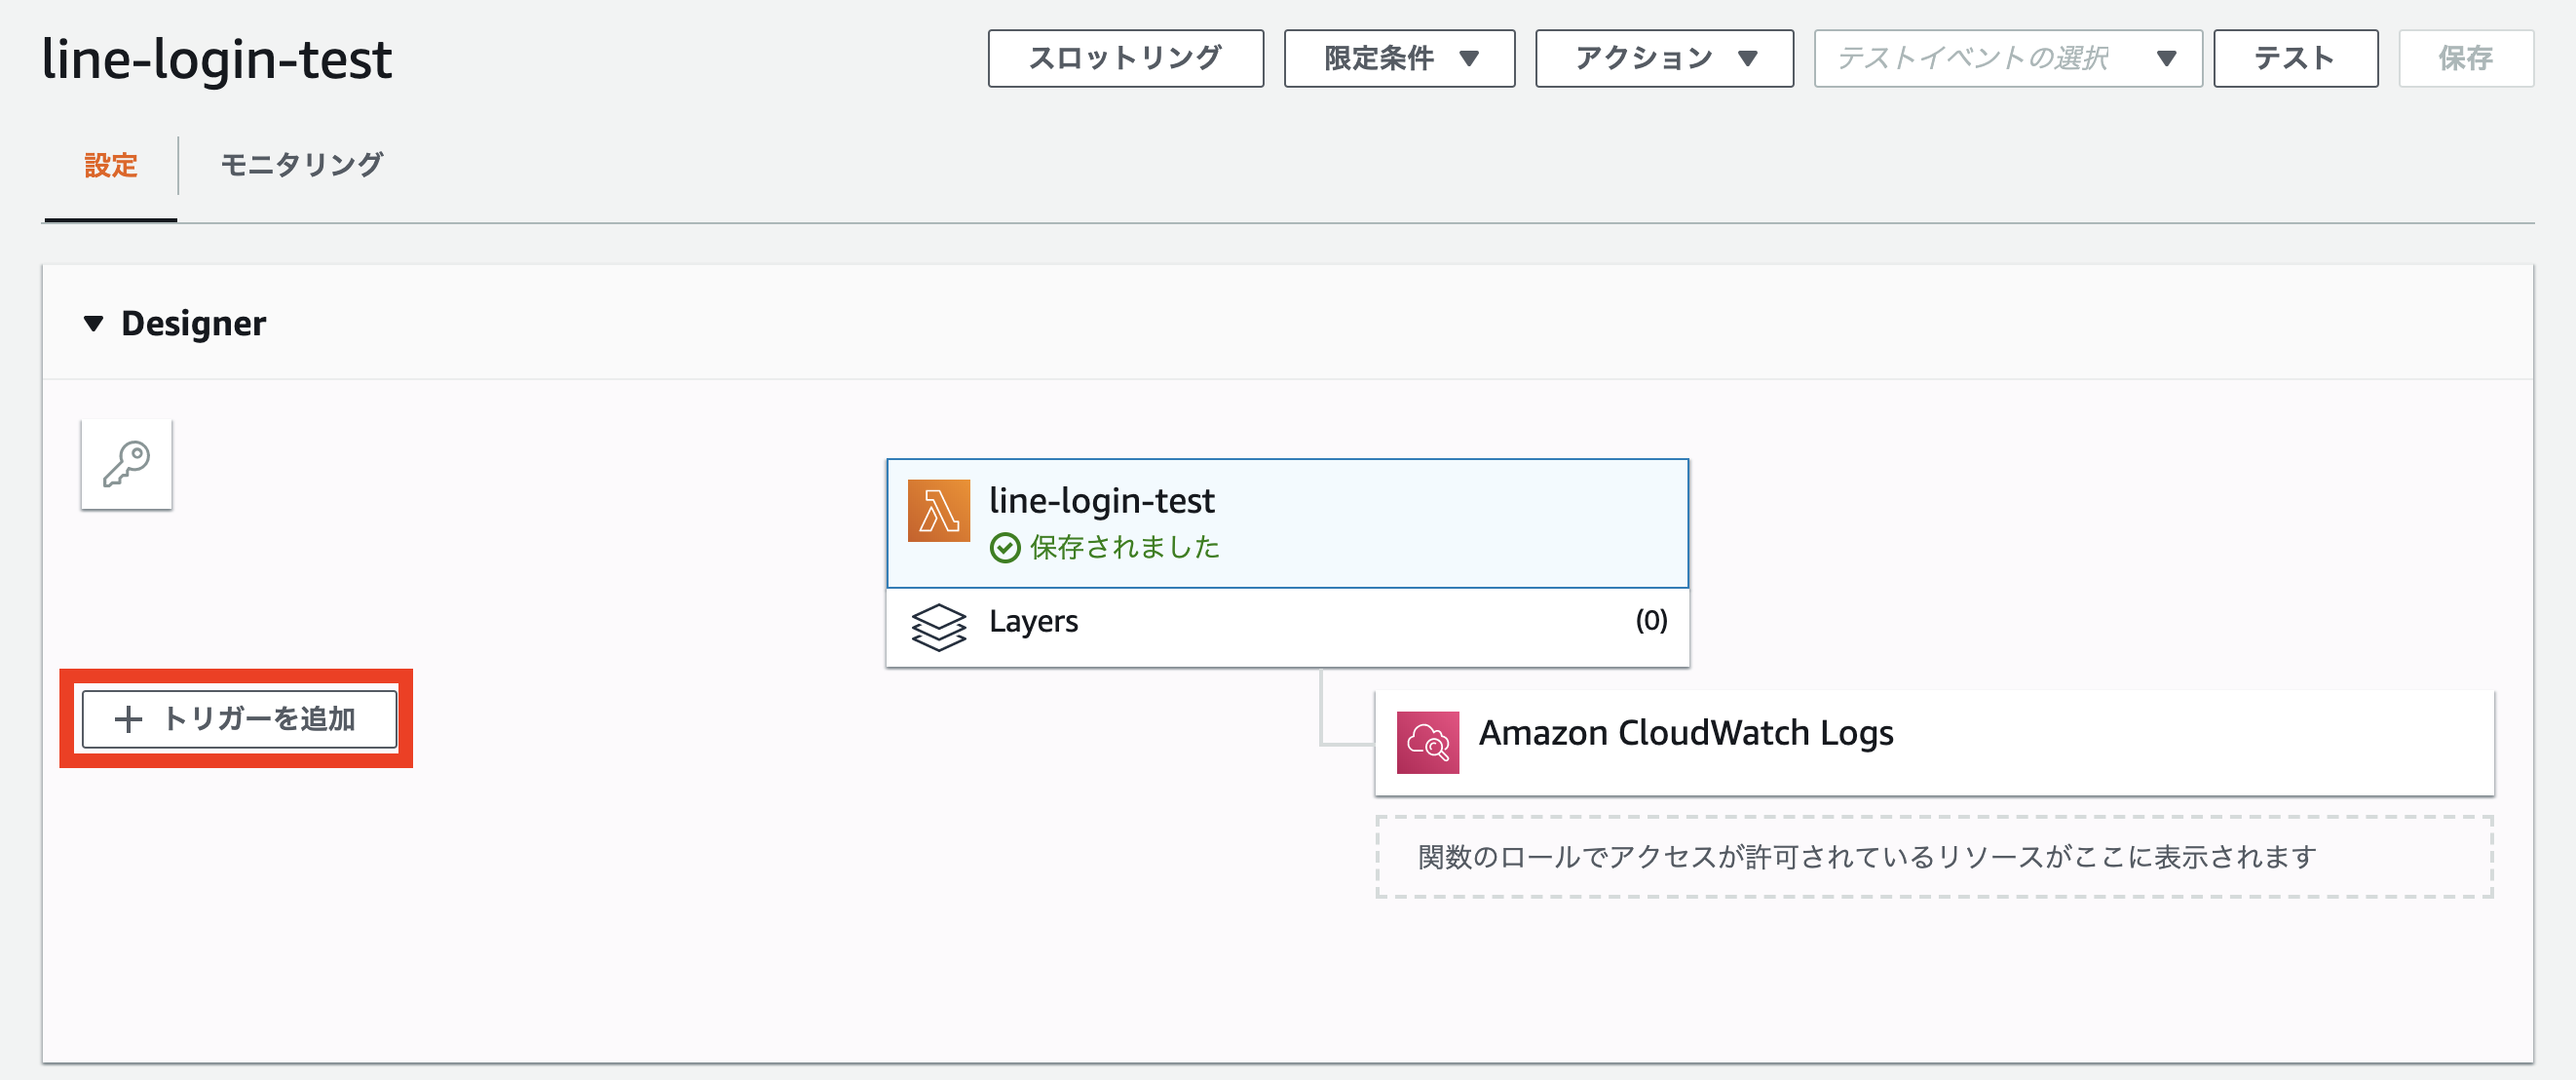 line-login-test
スロットリング
限定条件
アクション
テストイベントの選択
テスト
保存
設定
モニタリング
Designer
line-login-test
保存されました
Layers
(0)
トリガーを追加
Amazon CloudWatch Logs
関数のロールでアクセスが許可されているリソースがここに表示されます